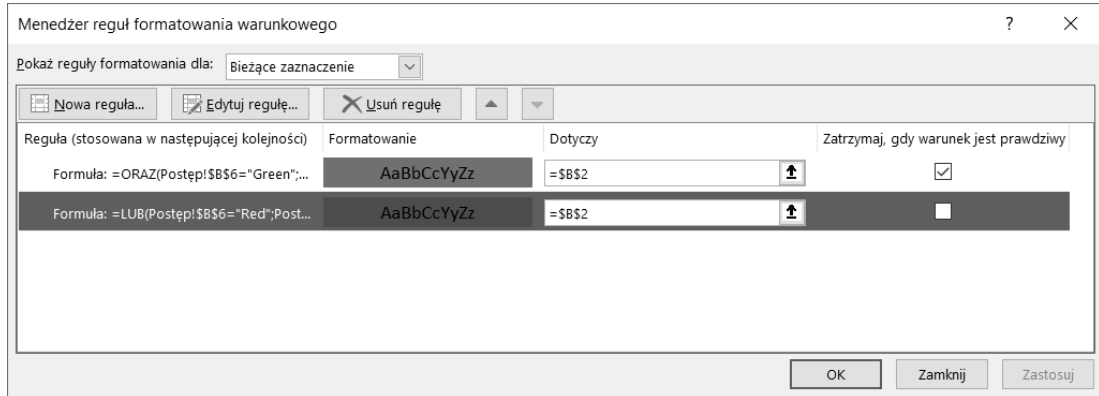 Menedżer reguł formatowania warunkowego ?
Pokaż reguły formatowania dla: Bieżące zaznaczenie
Nowa reguła... Edytuj regułę... Usuń regułę
Reguła (stosowana w następującej kolejności) Formatowanie Dotyczy Zatrzymaj, gdy warunek jest prawdziwy
Formuła: =ORAZ(Postęp!$B$6="Green";... AaBbCcYyZz =$B$2
Formuła: =LUB(Postęp!$B$6="Red";Post... AaBbCcYyZz =$B$2
OK Zamknij Zastosuj